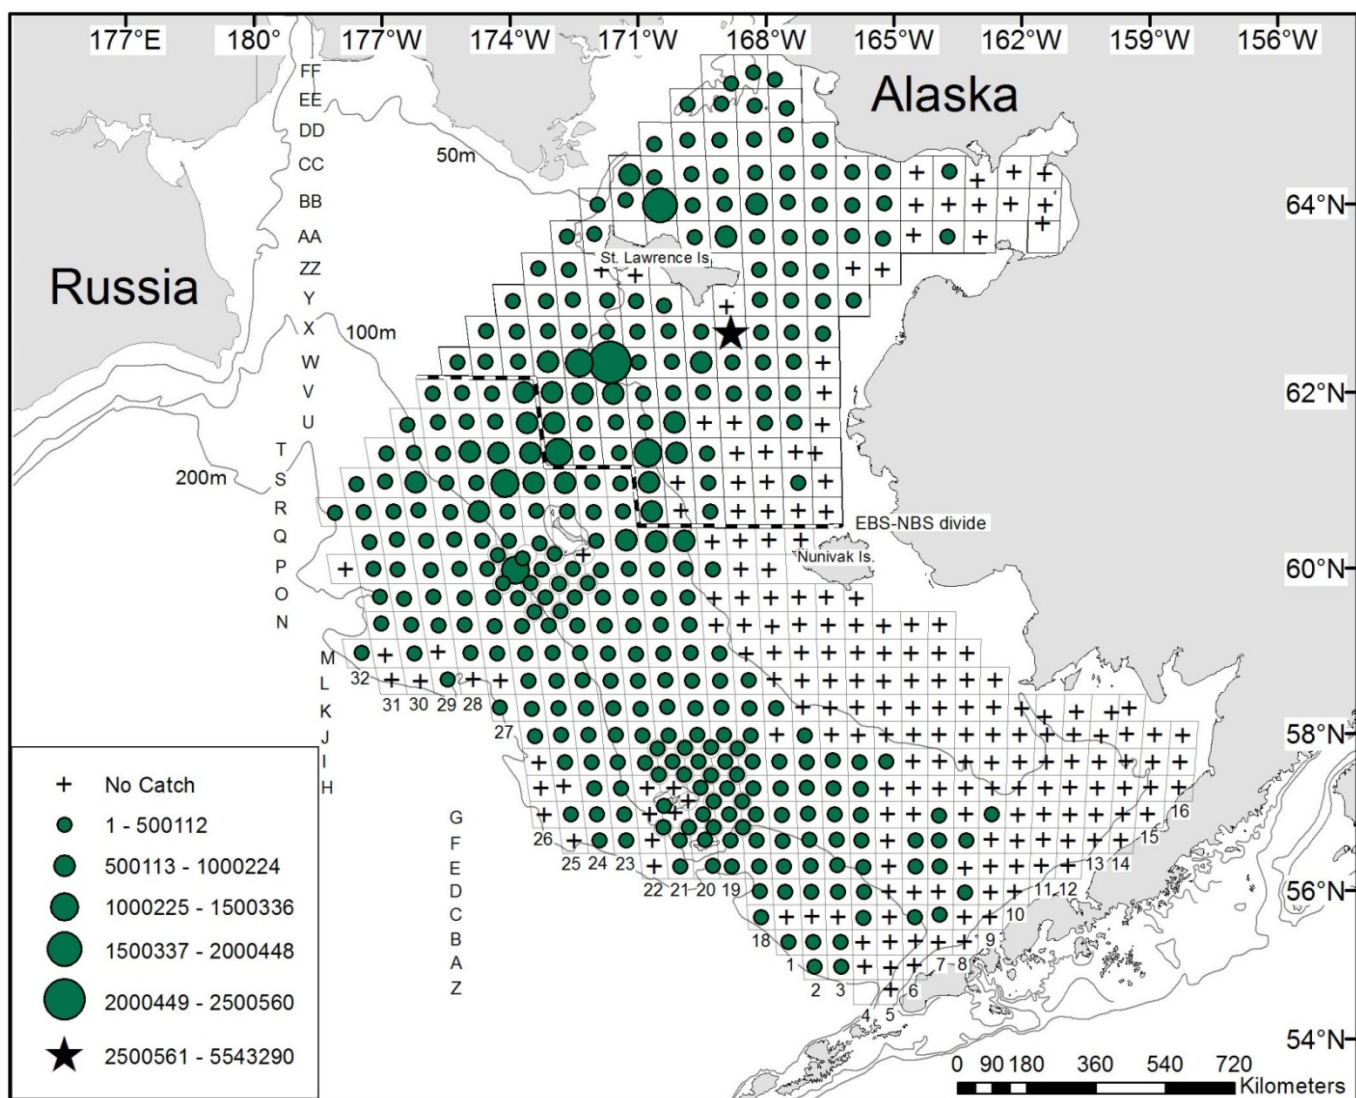 177°E 180° 177°W 174°W 171°W 168°W 165°W 162°W 159°W 156°W
FF
EE
Alaska
DD
50m
CC
BB
64°N
AA
St. Lawrence Is
ZZ
Russia
Y
X
100m
W
V
62°N
U
T
200m
S
R
EBS-NBS divide
Q
Nunivak Is.
P
60°N
O
N
M
32
L
31 30 29 28
K
27
J
58°N
I
H
16
G
26
15
F
25 24 23
13 14
E
22 21 20 19
11 12
D
56°N
C
10
18
9
B
1
7 8
A
2 3
6
Z
4 5
54°N
No Catch
1 - 500112
500113 - 1000224
1000225 - 1500336
1500337 - 2000448
2000449 - 2500560
2500561 - 5543290
0 90 180 360 540 720
Kilometers